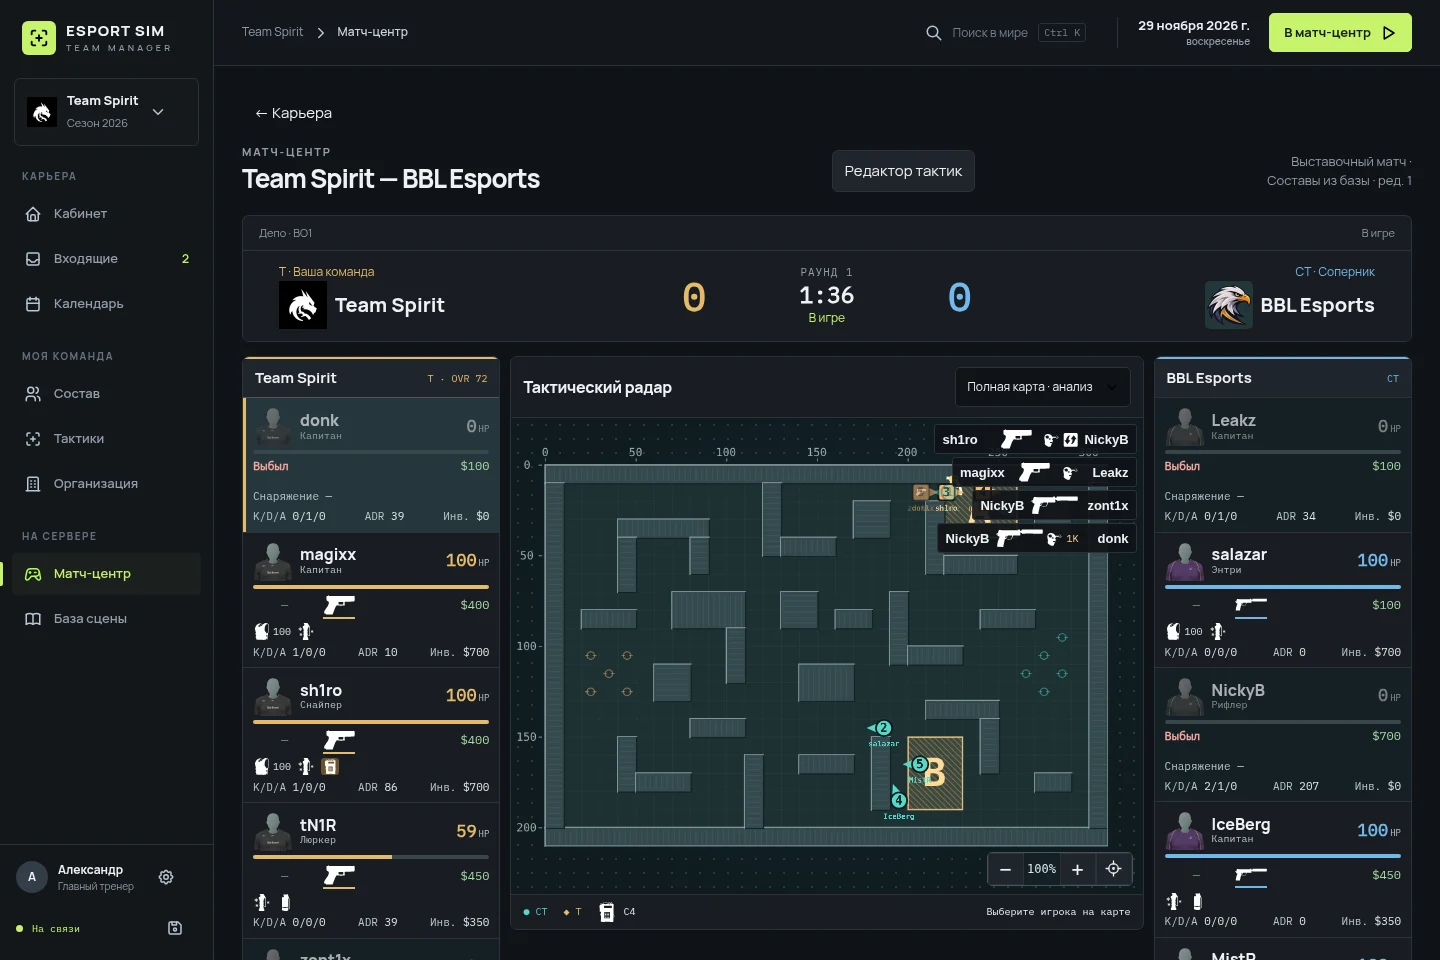 ESPORT SIM
TEAM MANAGER
Team Spirit
Сезон 2026
КАРЬЕРА
Кабинет
Входящие 2
Календарь
МОЯ КОМАНДА
Состав
Тактики
Организация
НА СЕРВЕРЕ
Матч-центр
База сцены
А
Александр
Главный тренер
На связи
Team Spirit
Матч-центр
Поиск в мире
Ctrl K
29 ноября 2026 г.
воскресенье
В матч-центр
← Карьера
МАТЧ-ЦЕНТР
Team Spirit — BBL Esports
Редактор тактик
Выставочный матч ·
Составы из базы · ред. 1
Депо · BO1
В игре
T · Ваша команда
Team Spirit
0
РАУНД 1
1:36
В игре
0
CT · Соперник
BBL Esports
Team Spirit
T · OVR 72
donk
Капитан
0 HP
Выбыл
$100
Снаряжение —
K/D/A 0/1/0
ADR 39
Инв. $0
magixx
Капитан
100 HP
—
$400
100
K/D/A 1/0/0
ADR 10
Инв. $700
sh1ro
Снайпер
100 HP
—
$400
100
K/D/A 1/0/0
ADR 86
Инв. $700
tN1R
Люркер
59 HP
—
$450
K/D/A 0/0/0
ADR 39
Инв. $350
zont1x
Тактический радар
Полная карта · анализ
sh1ro NickyB
magixx Leakz
NickyB zont1x
NickyB 1K donk
0 50 100 150 200
0
50
100
150
200
3
sh1ro
2
salazar
5
B
4
IceBerg
− 100% +
CT
T
C4
Выберите игрока на карте
BBL Esports
CT
Leakz
Капитан
0 HP
Выбыл
$100
Снаряжение —
K/D/A 0/1/0
ADR 34
Инв. $0
salazar
Энтри
100 HP
—
$100
100
K/D/A 0/0/0
ADR 0
Инв. $700
NickyB
Рифлер
0 HP
Выбыл
$700
Снаряжение —
K/D/A 2/1/0
ADR 207
Инв. $0
IceBerg
Капитан
100 HP
—
$450
K/D/A 0/0/0
ADR 0
Инв. $350
MistR